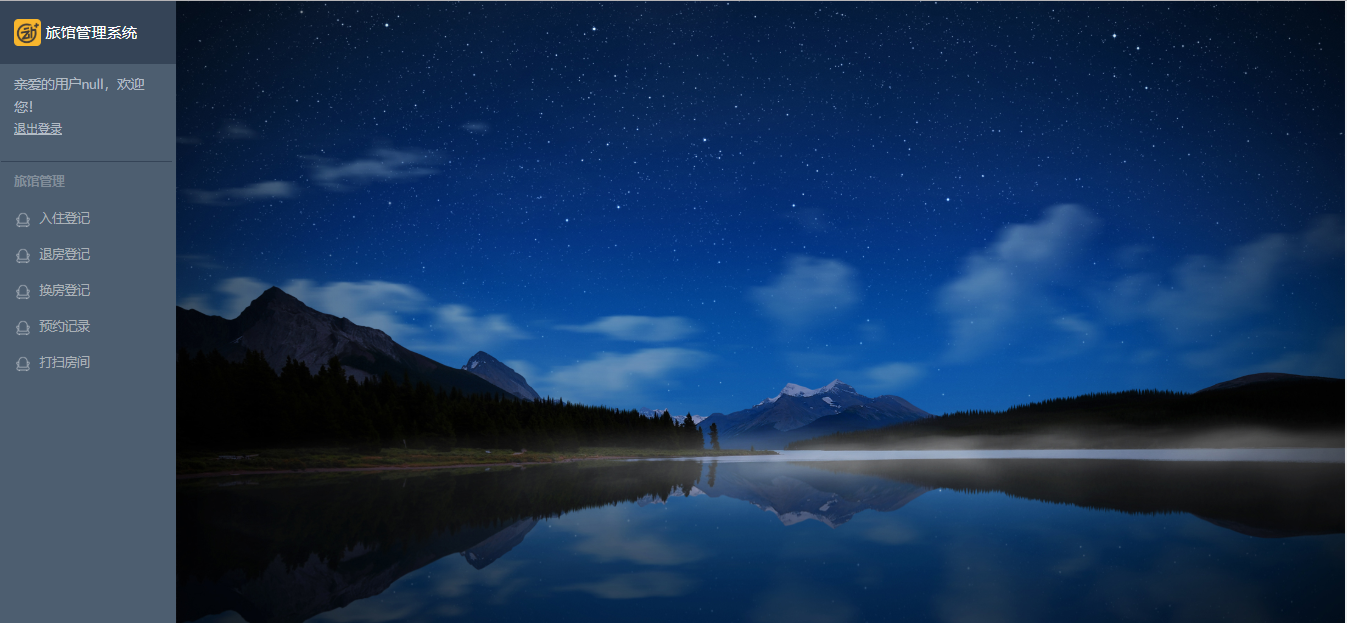 旅馆管理系统
亲爱的用户null，欢迎
您！
退出登录
旅馆管理
入住登记
退房登记
换房登记
预约记录
打扫房间